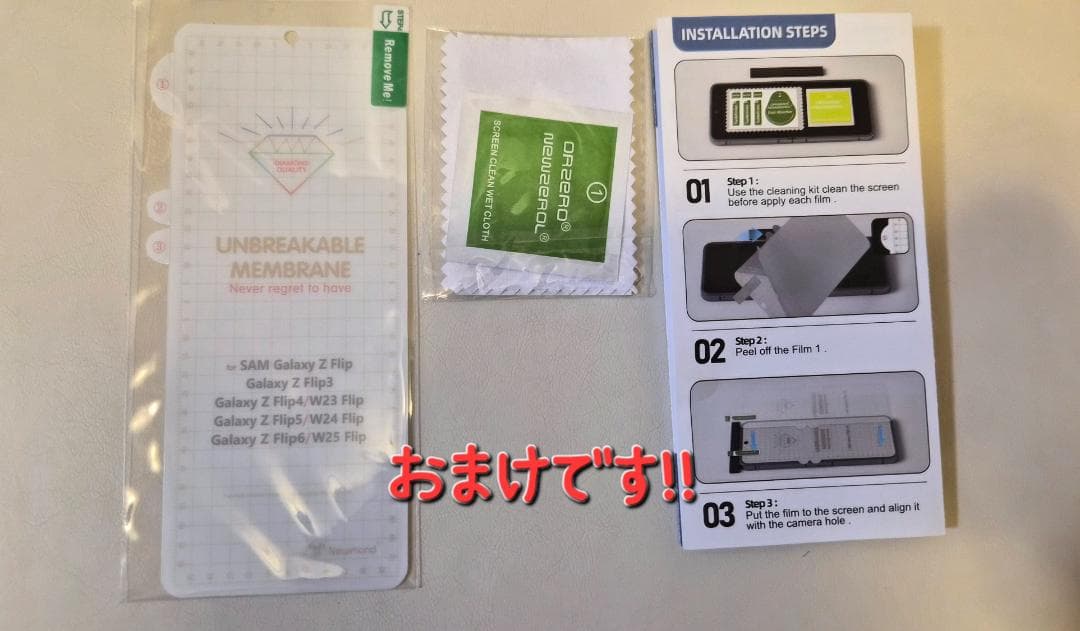 STEP
Remove Me!
①
②
③
DIAMOND
QUALITY
UNBREAKABLE
MEMBRANE
Never regret to have
for SAM Galaxy Z Flip
Galaxy Z Flip3
Galaxy Z Flip4/W23 Flip
Galaxy Z Flip5/W24 Flip
Galaxy Z Flip6/W25 Flip
Newmond
①
ORZERO®
NEWZEROL®
SCREEN CLEAN WET CLOTH
INSTALLATION STEPS
01
Step 1 :
Use the cleaning kit clean the screen
before apply each film .
02
Step 2 :
Peel off the Film 1 .
03
Step 3 :
Put the film to the screen and align it
with the camera hole .
おまけです!!